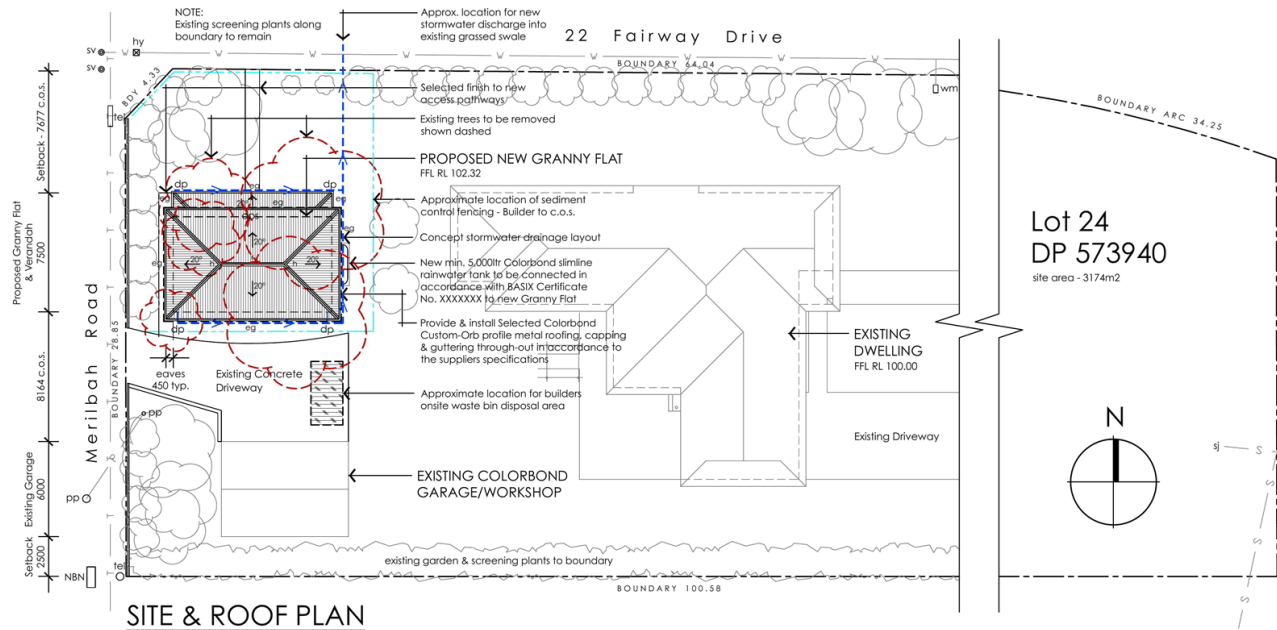 NOTE:
Existing screening plants along
boundary to remain
Approx. location for new
stormwater discharge into
existing grassed swale
22 Fairway Drive
sv
hy
sv
BDY 4.33
BOUNDARY 64.04
wm
tel
Selected finish to new
access pathways
Existing trees to be removed
shown dashed
PROPOSED NEW GRANNY FLAT
FFL RL 102.32
Approximate location of sediment
control fencing - Builder to c.o.s.
Concept stormwater drainage layout
New min. 5,000ltr Colorbond slimline
rainwater tank to be connected in
accordance with BASIX Certificate
No. XXXXXXX to new Granny Flat
Provide & install Selected Colorbond
Custom-Orb profile metal roofing, capping
& guttering through-out in accordance to
the suppliers specifications
Approximate location for builders
onsite waste bin disposal area
EXISTING COLORBOND
GARAGE/WORKSHOP
dp
eg
dp
eg
eg
eg
eg
20°
20°
h
h
20°
20°
dp
eg
dp
eaves
450 typ.
Existing Concrete
Driveway
Setback - 7677 c.o.s.
Proposed Granny Flat
& Verandah
7500
8164 c.o.s.
Existing Garage
6000
Setback
2500
Merilbah Road
BOUNDARY 28.85
pp
pp
NBN
tel
EXISTING
DWELLING
FFL RL 100.00
Existing Driveway
existing garden & screening plants to boundary
BOUNDARY 100.58
BOUNDARY ARC 34.25
Lot 24
DP 573940
site area - 3174m2
N
sj
SITE & ROOF PLAN